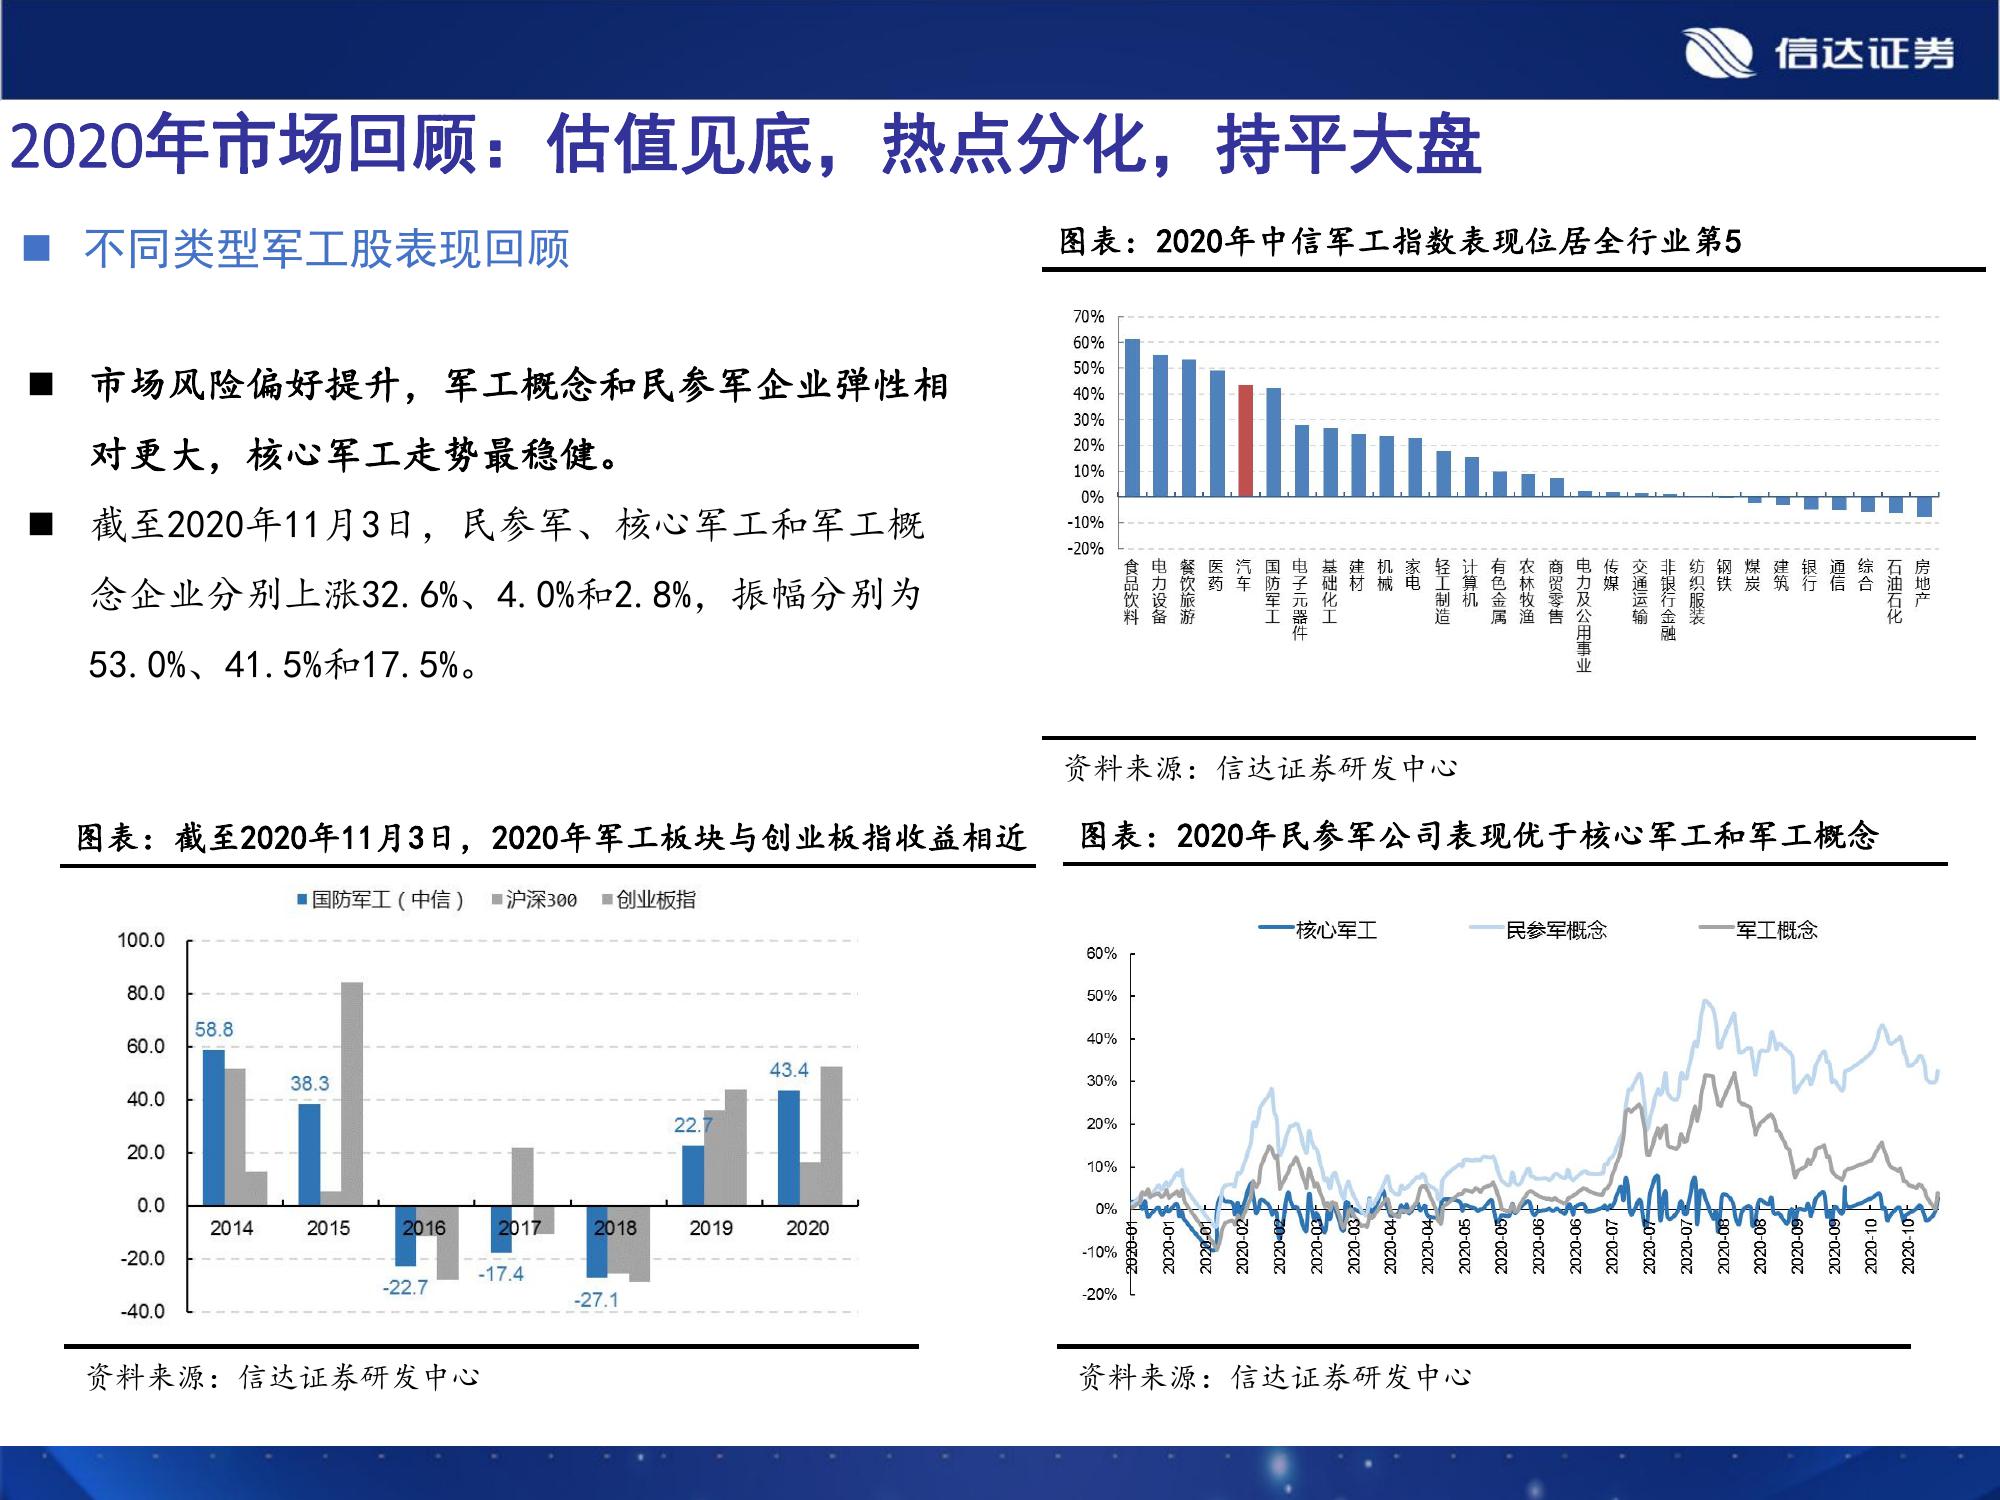 信达证券
2020年市场回顾：估值见底，热点分化，持平大盘
■ 不同类型军工股表现回顾
■ 市场风险偏好提升，军工概念和民参军企业弹性相
对更大，核心军工走势最稳健。
■ 截至2020年11月3日，民参军、核心军工和军工概
念企业分别上涨32.6%、4.0%和2.8%，振幅分别为
53.0%、41.5%和17.5%。
图表：2020年中信军工指数表现位居全行业第5
70%
60%
50%
40%
30%
20%
10%
0%
-10%
-20%
食品饮料
电力设备
餐饮旅游
医药
汽车
国防军工
电子元器件
基础化工
建材
机械
家电
轻工制造
计算机
有色金属
农林牧渔
商贸零售
电力及公用事业
传媒
交通运输
非银行金融
纺织服装
钢铁
煤炭
建筑
银行
通信
综合
石油石化
房地产
资料来源：信达证券研发中心
图表：截至2020年11月3日，2020年军工板块与创业板指收益相近
国防军工（中信） 沪深300 创业板指
100.0
80.0
60.0
40.0
20.0
0.0
-20.0
-40.0
58.8
38.3
-22.7
-17.4
-27.1
22.7
43.4
2014 2015 2016 2017 2018 2019 2020
资料来源：信达证券研发中心
图表：2020年民参军公司表现优于核心军工和军工概念
核心军工 民参军概念 军工概念
60%
50%
40%
30%
20%
10%
0%
-10%
-20%
2020-01
2020-01
2020-01
2020-02
2020-02
2020-03
2020-03
2020-04
2020-04
2020-05
2020-05
2020-06
2020-06
2020-07
2020-07
2020-07
2020-08
2020-08
2020-09
2020-09
2020-10
2020-10
资料来源：信达证券研发中心